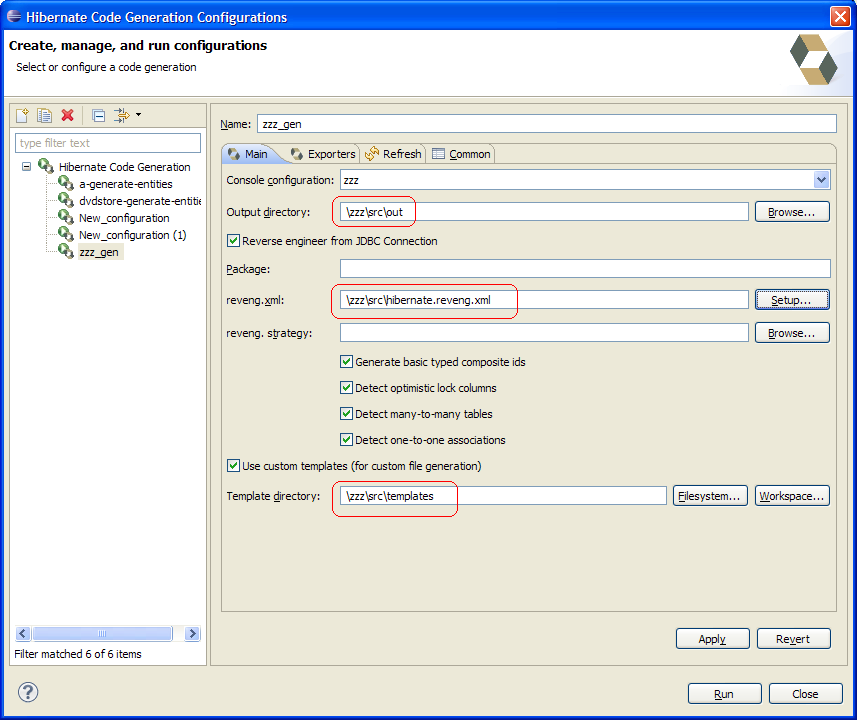 Hibernate Code Generation Configurations
Create, manage, and run configurations
Select or configure a code generation
type filter text
Hibernate Code Generation
a-generate-entities
dvdstore-generate-entitie
New_configuration
New_configuration (1)
zzz_gen
Filter matched 6 of 6 items
Name: zzz_gen
Main Exporters Refresh Common
Console configuration: zzz
Output directory: \zzz\src\out Browse...
Reverse engineer from JDBC Connection
Package:
reveng.xml: \zzz\src\hibernate.reveng.xml Setup...
reveng. strategy: Browse...
Generate basic typed composite ids
Detect optimistic lock columns
Detect many-to-many tables
Detect one-to-one associations
Use custom templates (for custom file generation)
Template directory: \zzz\src\templates Filesystem... Workspace...
Apply Revert
? Run Close